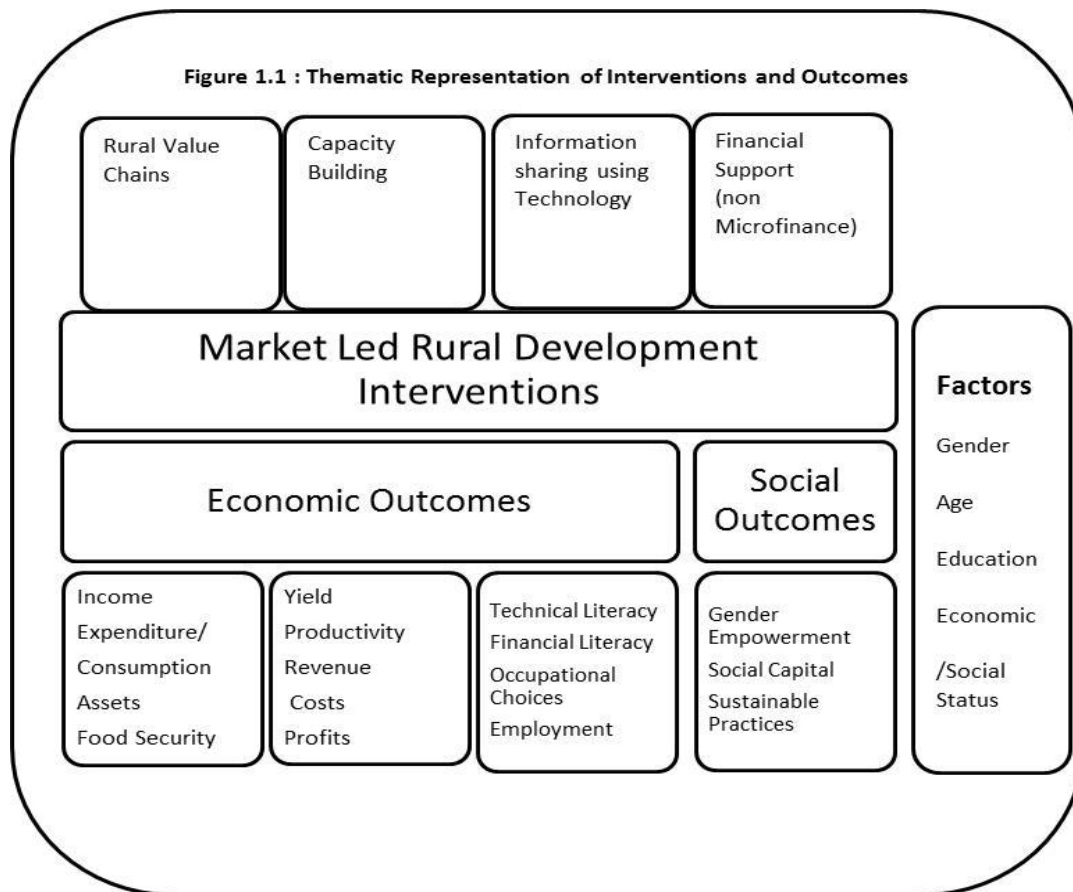 Figure 1.1 : Thematic Representation of Interventions and Outcomes
Rural Value
Chains
Capacity
Building
Information
sharing using
Technology
Financial
Support
(non
Microfinance)
Market Led Rural Development
Interventions
Economic Outcomes
Social
Outcomes
Income
Expenditure/
Consumption
Assets
Food Security
Yield
Productivity
Revenue
Costs
Profits
Technical Literacy
Financial Literacy
Occupational
Choices
Employment
Gender
Empowerment
Social Capital
Sustainable
Practices
Factors
Gender
Age
Education
Economic
/Social
Status